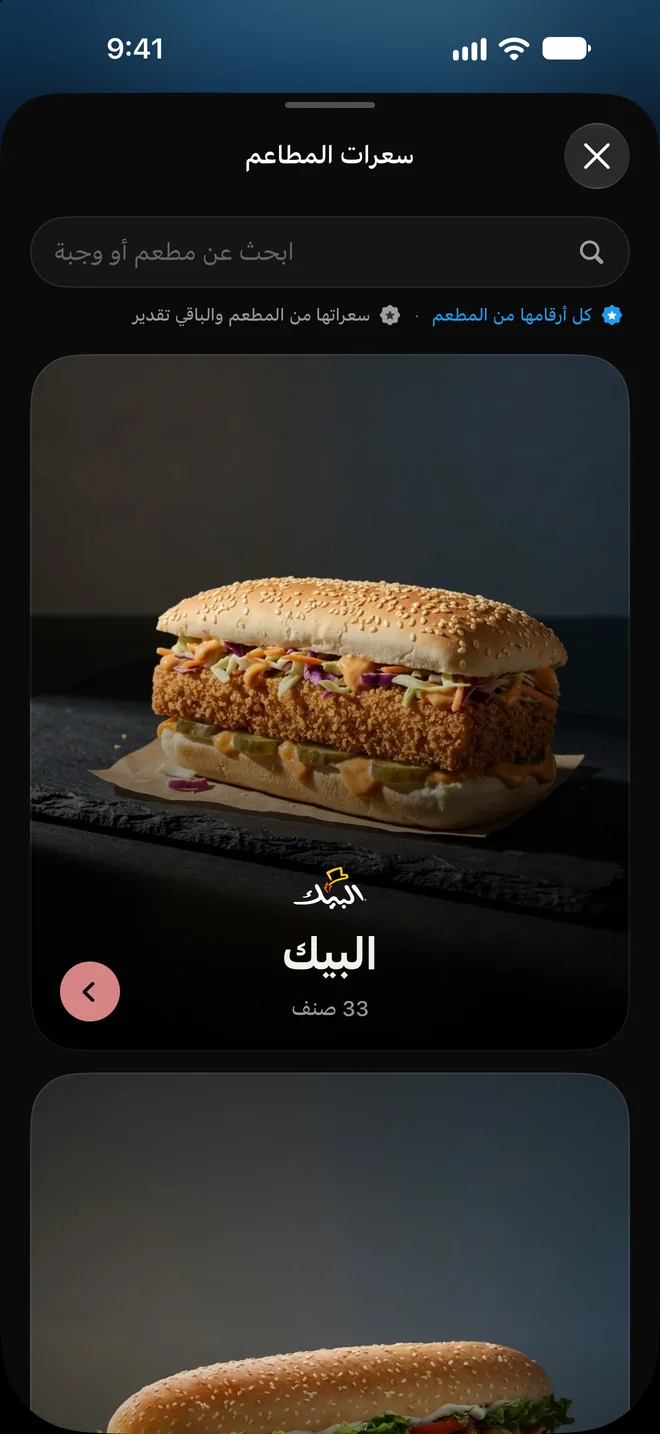 9:41
سعرات المطاعم
ابحث عن مطعم أو وجبة
كل أرقامها من المطعم · سعراتها من المطعم والباقي تقدير
البيك
البيك
33 صنف